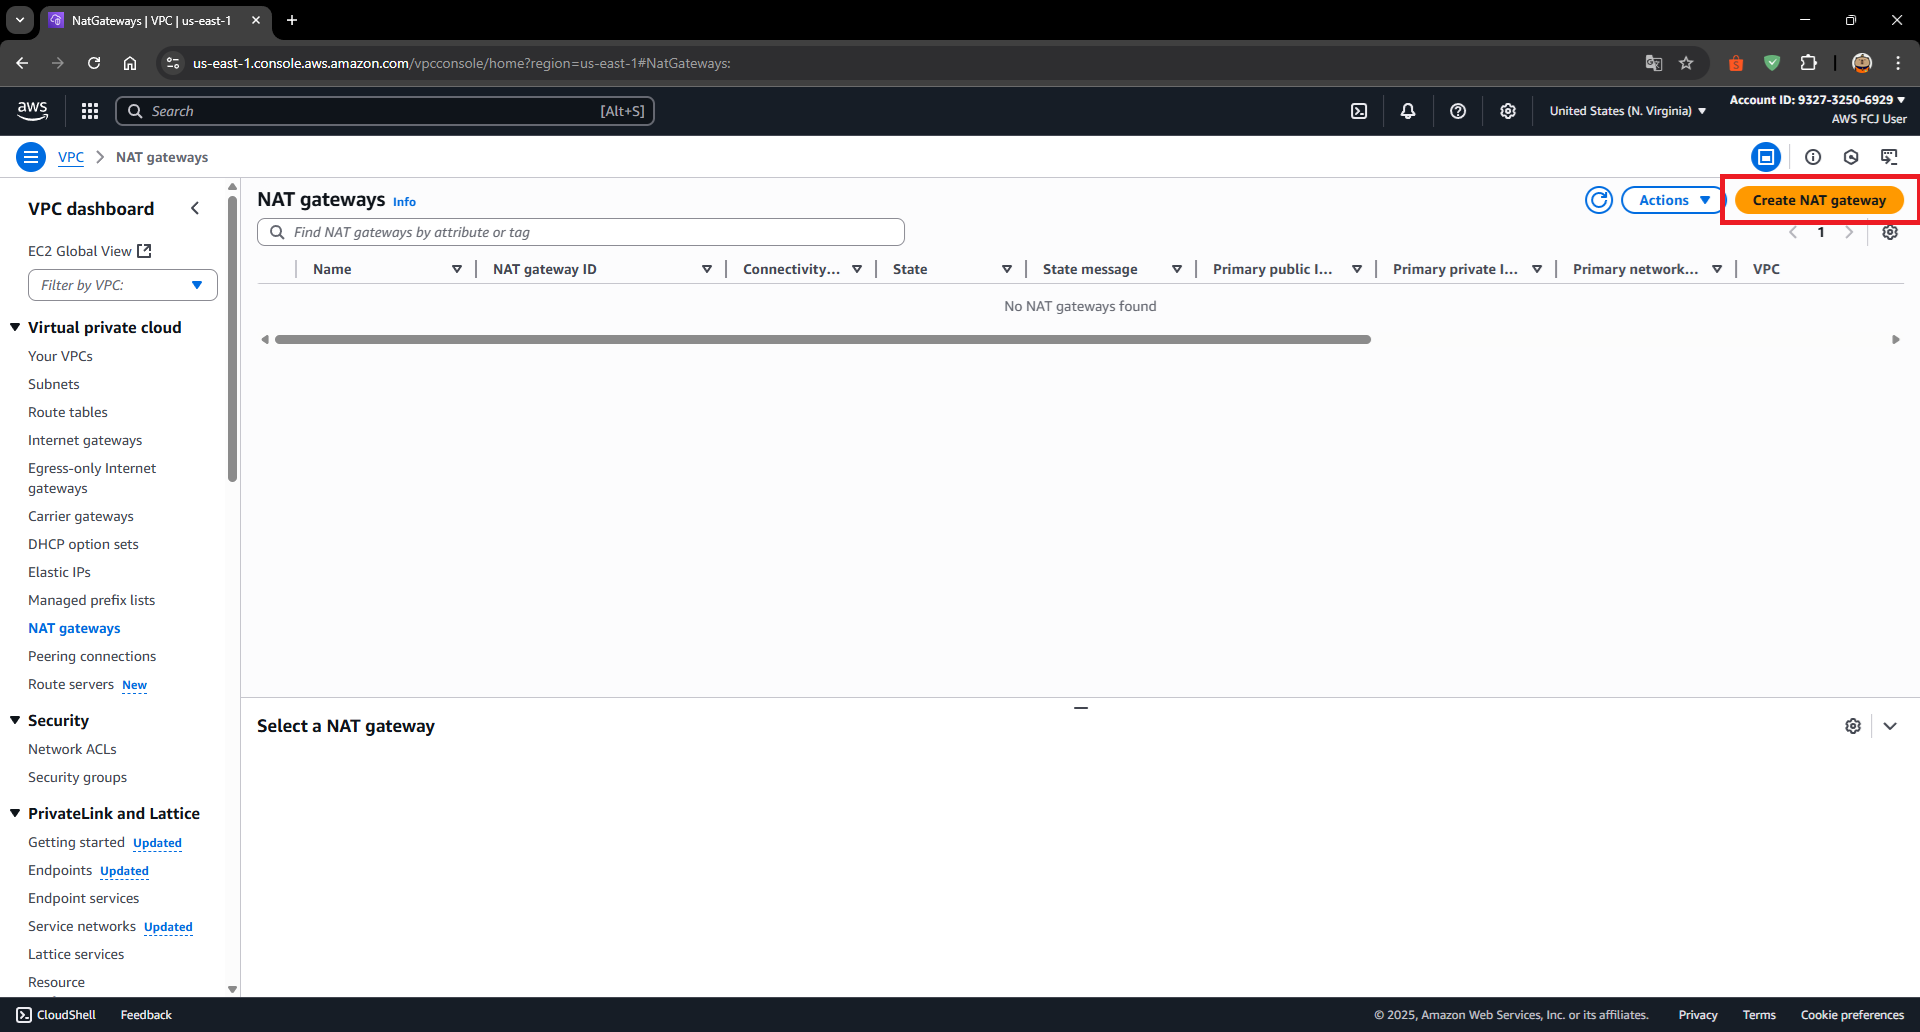 NatGateways | VPC | us-east-1
us-east-1.console.aws.amazon.com/vpcconsole/home?region=us-east-1#NatGateways:
aws
Search [Alt+S]
United States (N. Virginia)
Account ID: 9327-3250-6929
AWS FCJ User
VPC NAT gateways
VPC dashboard
EC2 Global View
Filter by VPC:
Virtual private cloud
Your VPCs
Subnets
Route tables
Internet gateways
Egress-only Internet
gateways
Carrier gateways
DHCP option sets
Elastic IPs
Managed prefix lists
NAT gateways
Peering connections
Route servers New
Security
Network ACLs
Security groups
PrivateLink and Lattice
Getting started Updated
Endpoints Updated
Endpoint services
Service networks Updated
Lattice services
Resource
NAT gateways Info
Actions
Create NAT gateway
Find NAT gateways by attribute or tag
1
Name NAT gateway ID Connectivity... State State message Primary public I... Primary private I... Primary network... VPC
No NAT gateways found
Select a NAT gateway
CloudShell Feedback
© 2025, Amazon Web Services, Inc. or its affiliates. Privacy Terms Cookie preferences